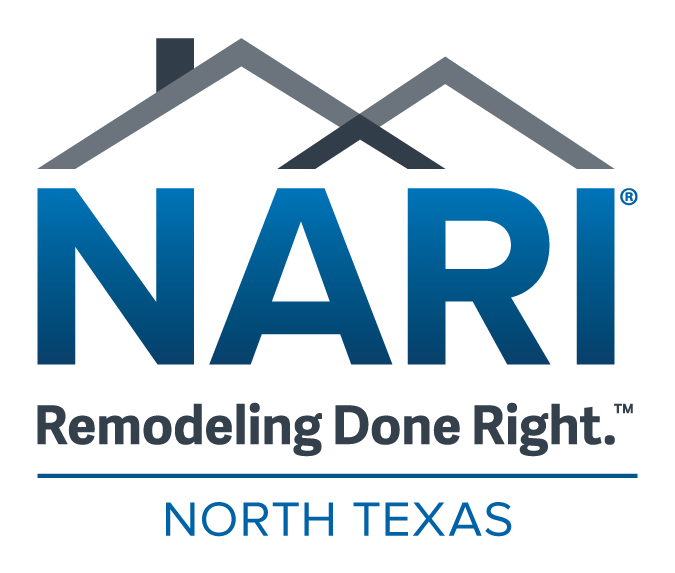 NARI®
Remodeling Done Right.™
NORTH TEXAS